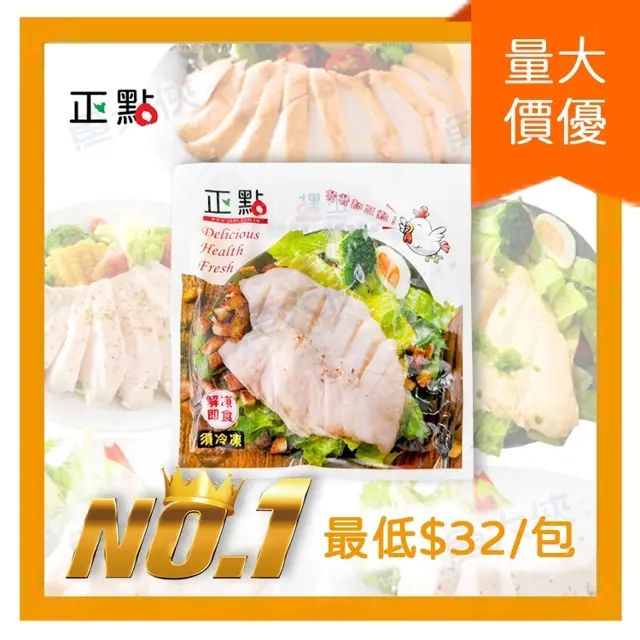 正點
量大
價優
正點
Delicious
Health
Fresh
解凍
即食
須冷凍
NO.1
最低$32/包